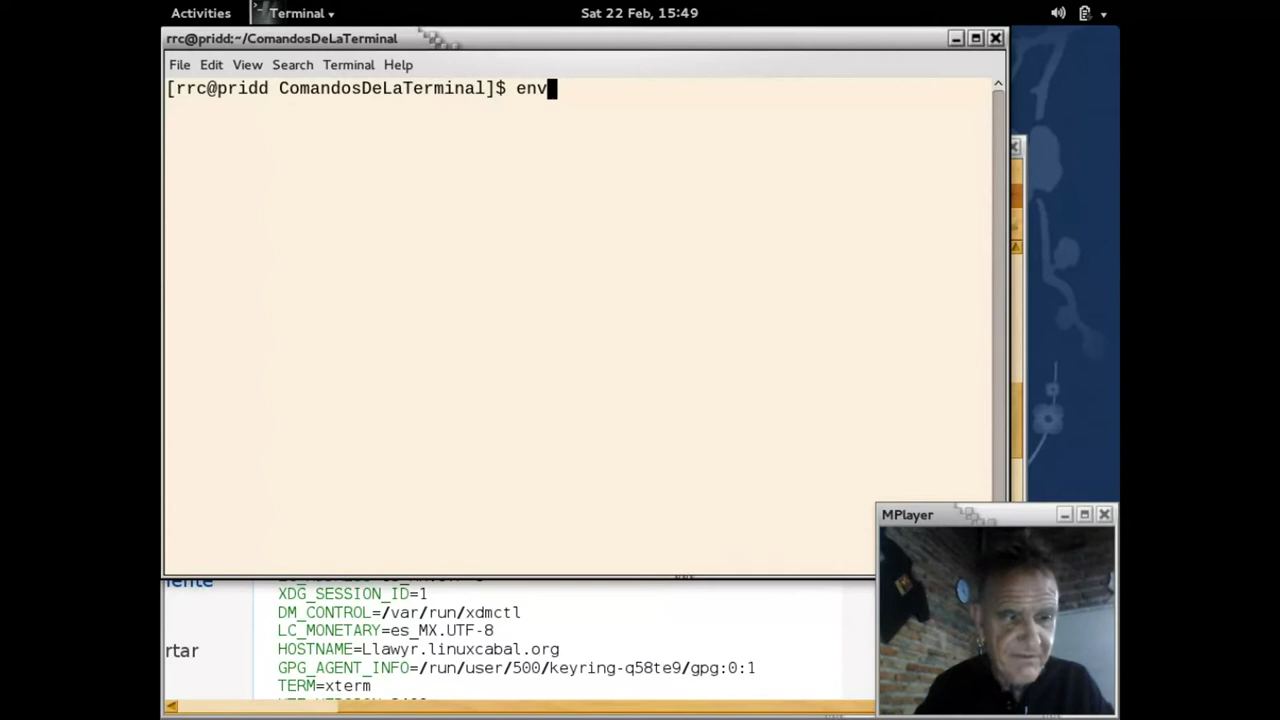 Activities Terminal Sat 22 Feb, 15:49
rrc@pridd:~/ComandosDeLaTerminal
File Edit View Search Terminal Help
[rrc@pridd ComandosDeLaTerminal]$ env
MPlayer
XDG_SESSION_ID=1
DM_CONTROL=/var/run/xdmctl
LC_MONETARY=es_MX.UTF-8
rtar HOSTNAME=Llawyr.linuxcabal.org
GPG_AGENT_INFO=/run/user/500/keyring-q58te9/gpg:0:1
TERM=xterm